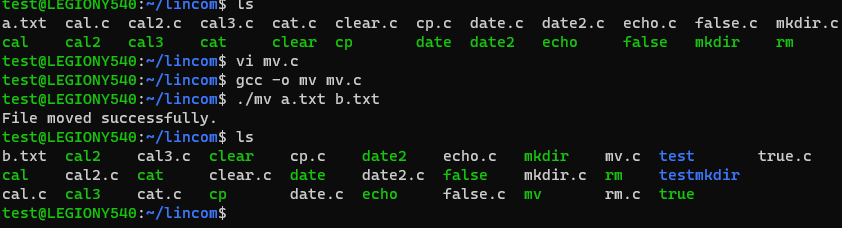 test@LEGIONY540:~/lincom$ ls
a.txt cal.c cal2.c cal3.c cat.c clear.c cp.c date.c date2.c echo.c false.c mkdir.c
cal cal2 cal3 cat clear cp date date2 echo false mkdir rm
test@LEGIONY540:~/lincom$ vi mv.c
test@LEGIONY540:~/lincom$ gcc -o mv mv.c
test@LEGIONY540:~/lincom$ ./mv a.txt b.txt
File moved successfully.
test@LEGIONY540:~/lincom$ ls
b.txt cal2 cal3.c clear cp.c date2 echo.c mkdir mv.c test true.c
cal cal2.c cat clear.c date date2.c false mkdir.c rm testmkdir
cal.c cal3 cat.c cp date.c echo false.c mv rm.c true
test@LEGIONY540:~/lincom$